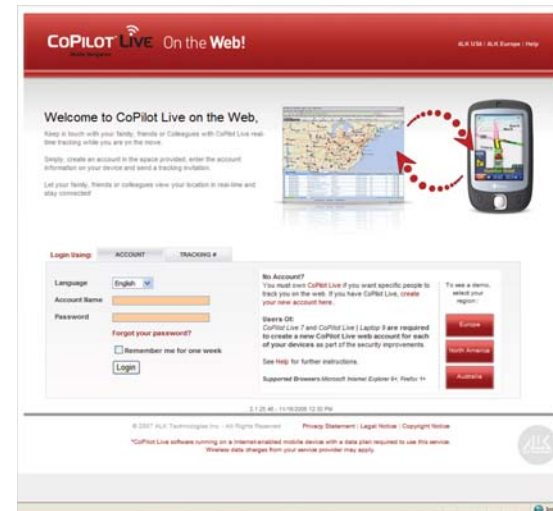 COPILOT LIVE On the Web!
ALK USA | ALK Europe | Help
Welcome to CoPilot Live on the Web,
Keep in touch with your family, friends or Colleagues with CoPilot Live real-
time tracking while you are on the move.
Simply, create an account in the space provided, enter the account
information on your device and send a tracking invitation.
Let your family, friends or colleagues view your location in real-time and
stay connected!
Login Using: ACCOUNT TRACKING #
Language English
Account Name
Password
Forgot your password?
Remember me for one week
Login
No Account?
You must own CoPilot Live if you want specific people to
track you on the web. If you have CoPilot Live, create
your new account here.
Users Of:
CoPilot Live 7 and CoPilot Live | Laptop 9 are required
to create a new CoPilot Live web account for each
of your devices as part of the security improvements.
See Help for further instructions.
Supported Browsers Microsoft Internet Explorer 6+, Firefox 1+
To see a demo,
select your
region:
Europe
North America
Australia
12:30 PM
© 2007 ALK Technologies Inc. - All Rights Reserved Privacy Statement | Legal Notice | Copyright Notice
*CoPilot Live software running on a internet-enabled mobile device with a data plan required to use this service.
Wireless data charges from your service provider may apply.
ALK